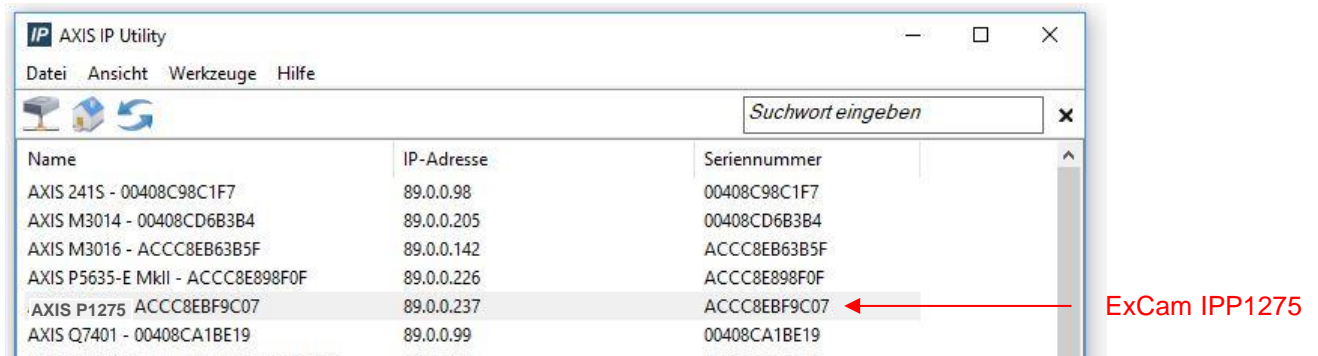 IP AXIS IP Utility
Datei Ansicht Werkzeuge Hilfe
Suchwort eingeben
Name IP-Adresse Seriennummer
AXIS 241S - 00408C98C1F7 89.0.0.98 00408C98C1F7
AXIS M3014 - 00408CD6B3B4 89.0.0.205 00408CD6B3B4
AXIS M3016 - ACCC8EB63B5F 89.0.0.142 ACCC8EB63B5F
AXIS P5635-E MkII - ACCC8E898F0F 89.0.0.226 ACCC8E898F0F
AXIS P1275 ACCC8EBF9C07 89.0.0.237 ACCC8EBF9C07 ExCam IPP1275
AXIS Q7401 - 00408CA1BE19 89.0.0.99 00408CA1BE19